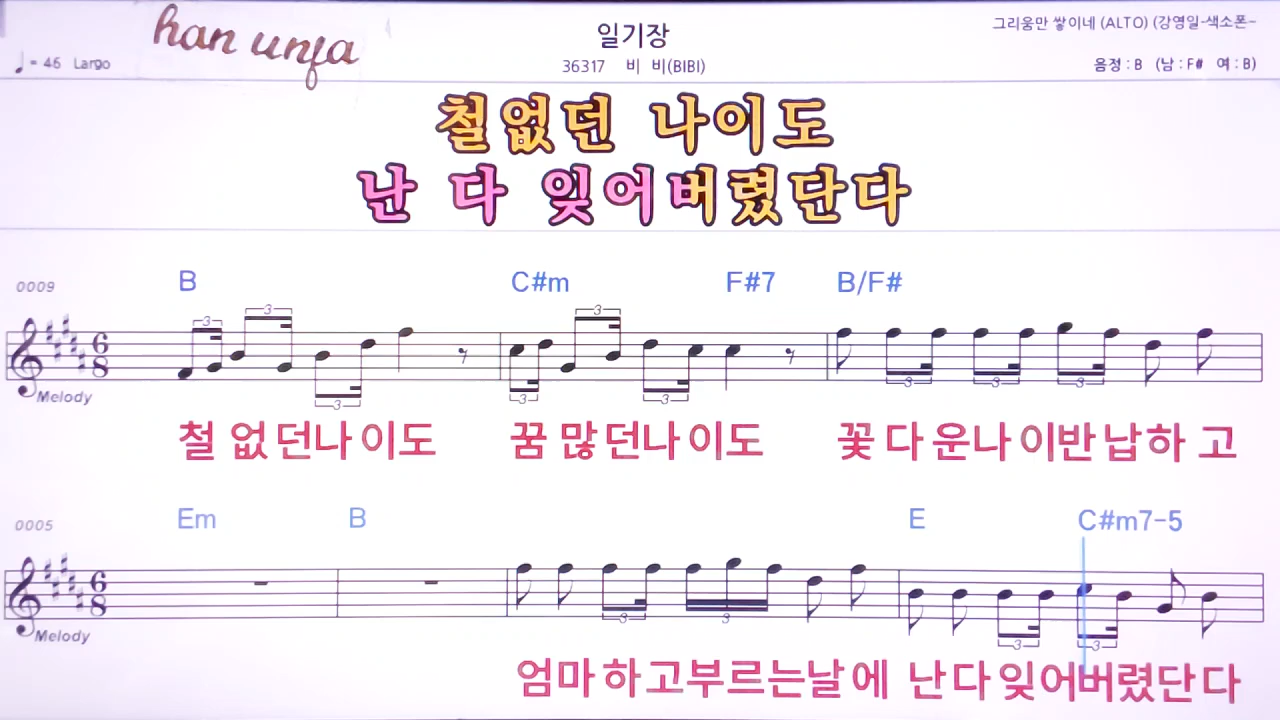 han unja
일기장
그리움만 쌓이네 (ALTO) (강영일-색소폰~
♩= 46 Largo
36317 비 비(BIBI)
음정 : B (남 : F# 여 : B)
철없던 나이도
난 다 잊어버렸단다
0009
B C#m F#7 B/F#
3 3 3 3 3 3 3 3 3
6 8
Melody
철 없던나 이도 꿈 많던나 이도 꽃 다 운나 이반 납하 고
0005
Em B E C#m7-5
6 8
3 3 3 3
Melody
엄마 하 고부르는날에 난다 잊어버렸단 다